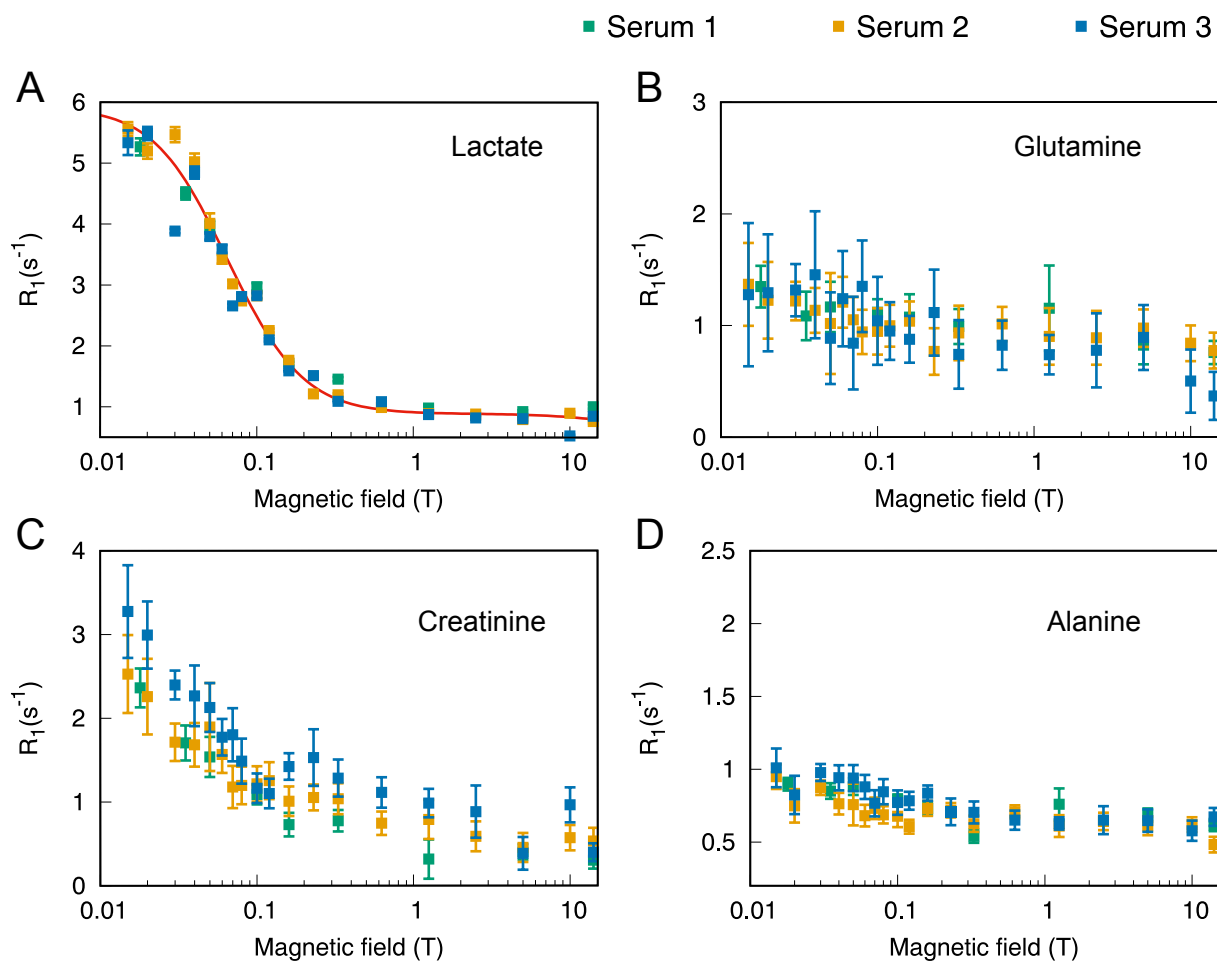 Serum 1 Serum 2 Serum 3
A
6
5
4
3
2
1
R₁(s⁻¹)
Lactate
0.01 0.1 1 10
Magnetic field (T)
B
3
2
1
0
R₁(s⁻¹)
Glutamine
0.01 0.1 1 10
Magnetic field (T)
C
4
3
2
1
0
R₁(s⁻¹)
Creatinine
0.01 0.1 1 10
Magnetic field (T)
D
2.5
2
1.5
1
0.5
R₁(s⁻¹)
Alanine
0.01 0.1 1 10
Magnetic field (T)